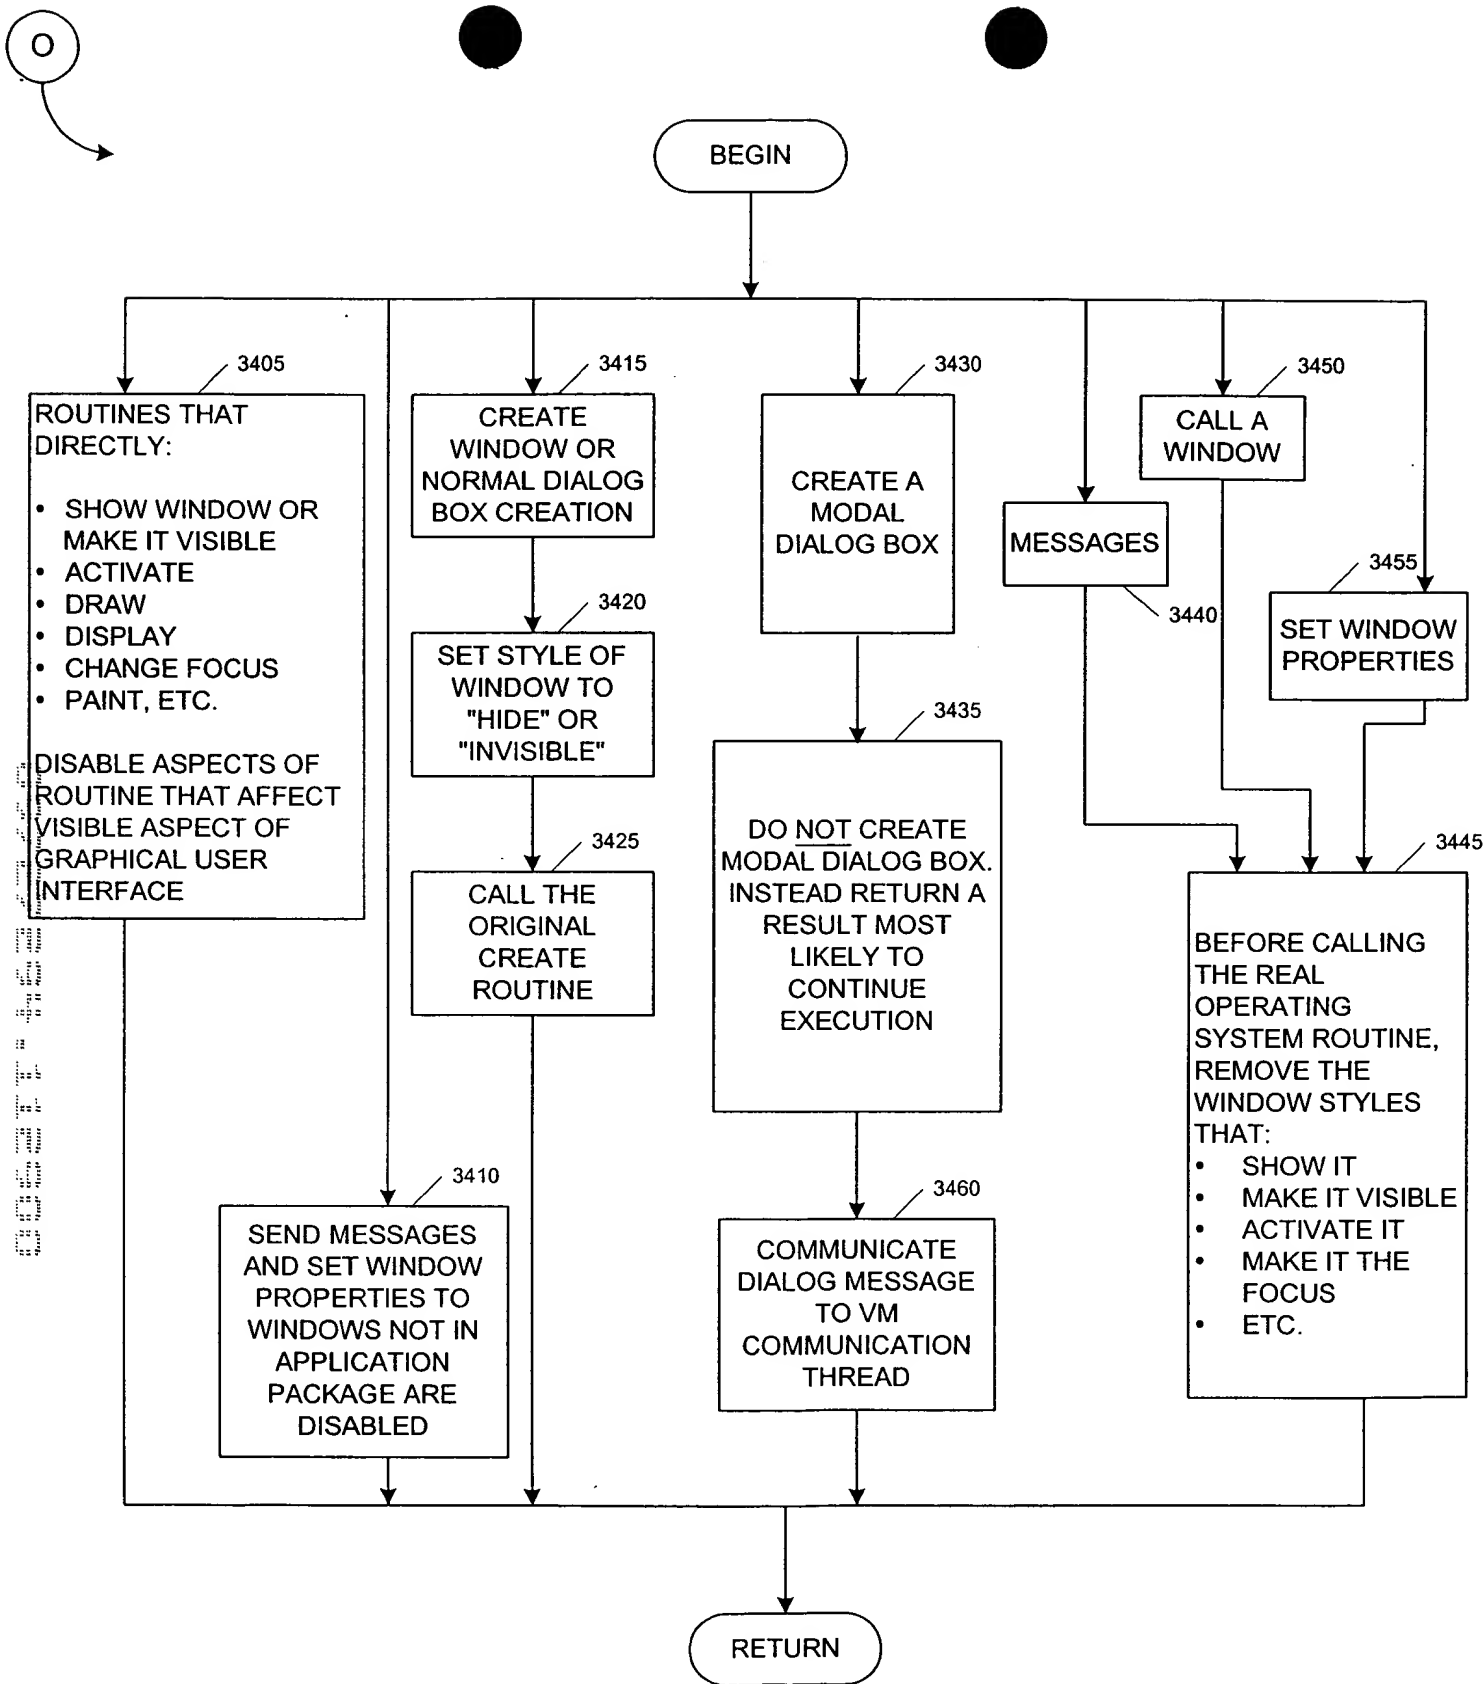 O
BEGIN
3405
ROUTINES THAT
DIRECTLY:
• SHOW WINDOW OR
MAKE IT VISIBLE
• ACTIVATE
• DRAW
• DISPLAY
• CHANGE FOCUS
• PAINT, ETC.
DISABLE ASPECTS OF
ROUTINE THAT AFFECT
VISIBLE ASPECT OF
GRAPHICAL USER
INTERFACE
3410
SEND MESSAGES
AND SET WINDOW
PROPERTIES TO
WINDOWS NOT IN
APPLICATION
PACKAGE ARE
DISABLED
3415
CREATE
WINDOW OR
NORMAL DIALOG
BOX CREATION
3420
SET STYLE OF
WINDOW TO
"HIDE" OR
"INVISIBLE"
3425
CALL THE
ORIGINAL
CREATE
ROUTINE
3430
CREATE A
MODAL
DIALOG BOX
3435
DO NOT CREATE
MODAL DIALOG BOX.
INSTEAD RETURN A
RESULT MOST
LIKELY TO
CONTINUE
EXECUTION
3460
COMMUNICATE
DIALOG MESSAGE
TO VM
COMMUNICATION
THREAD
MESSAGES
3440
3450
CALL A
WINDOW
3455
SET WINDOW
PROPERTIES
3445
BEFORE CALLING
THE REAL
OPERATING
SYSTEM ROUTINE,
REMOVE THE
WINDOW STYLES
THAT:
• SHOW IT
• MAKE IT VISIBLE
• ACTIVATE IT
• MAKE IT THE
FOCUS
• ETC.
RETURN